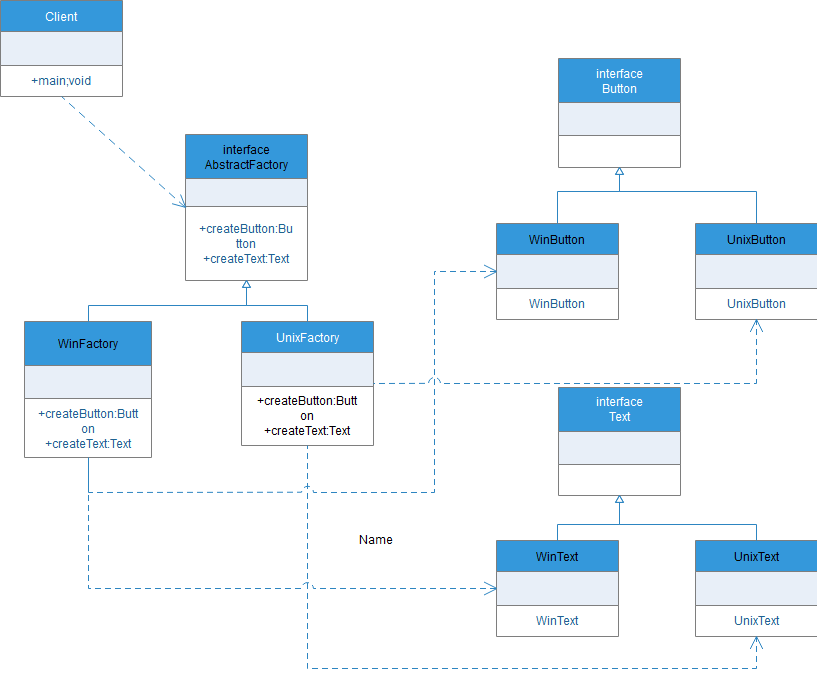 Client
+main;void
interface
AbstractFactory
+createButton:Bu
tton
+createText:Text
WinFactory
+createButton:Butt
on
+createText:Text
UnixFactory
+createButton:Butt
on
+createText:Text
interface
Button
WinButton
WinButton
UnixButton
UnixButton
interface
Text
Name
WinText
WinText
UnixText
UnixText